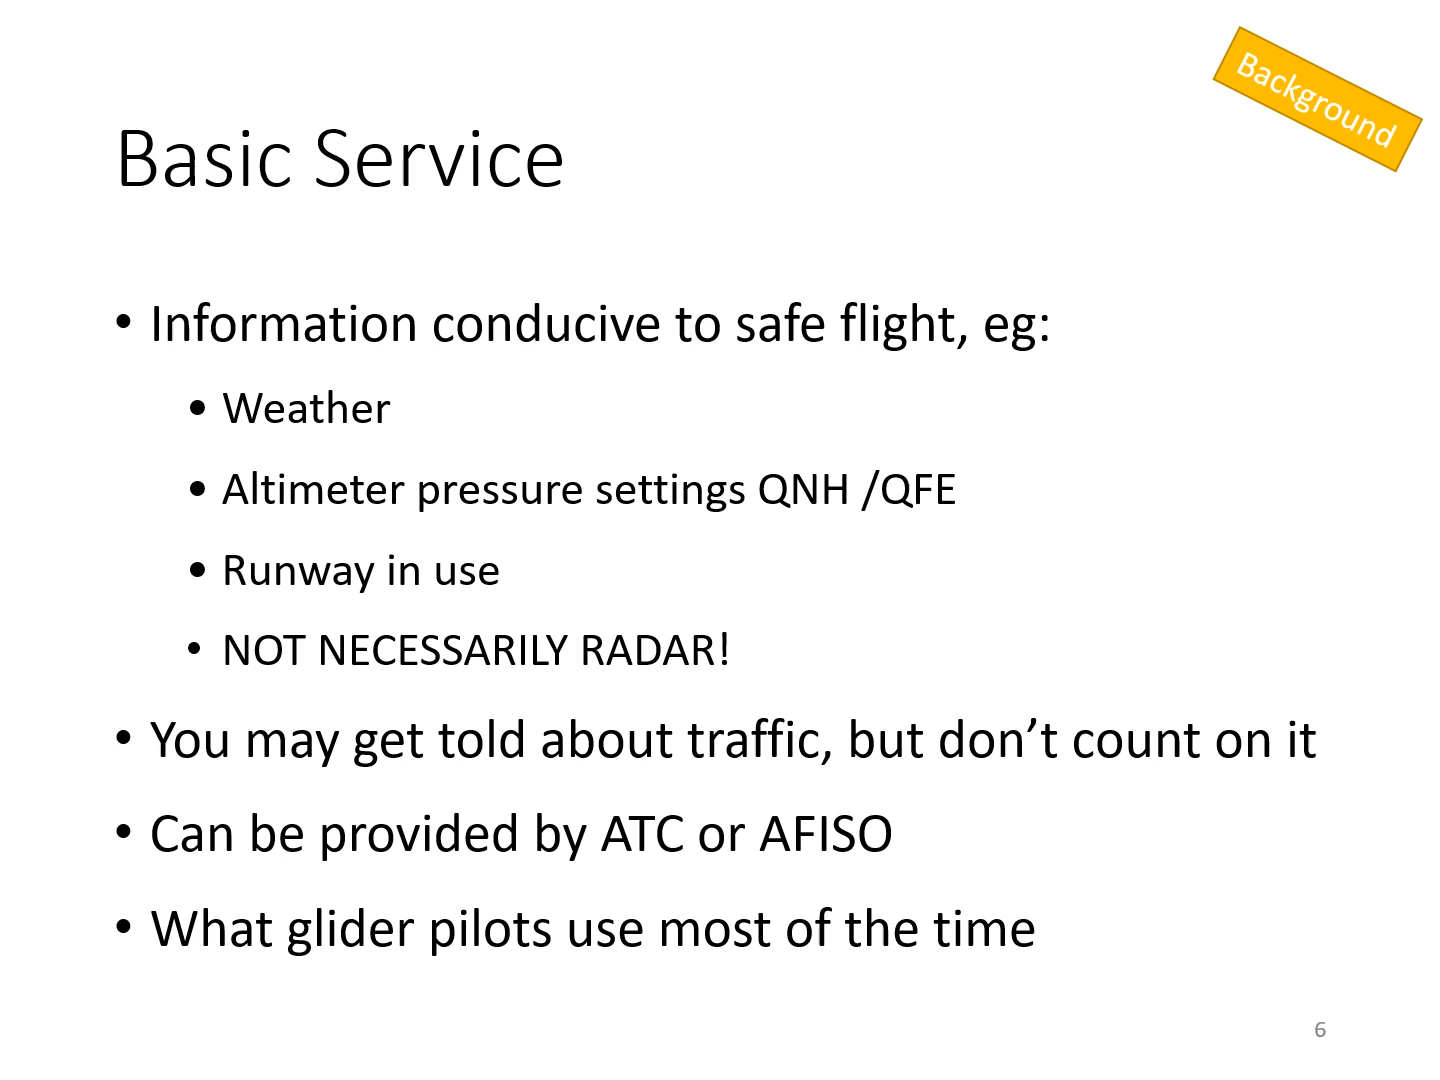 Background
Basic Service
• Information conducive to safe flight, eg:
• Weather
• Altimeter pressure settings QNH /QFE
• Runway in use
• NOT NECESSARILY RADAR!
• You may get told about traffic, but don’t count on it
• Can be provided by ATC or AFISO
• What glider pilots use most of the time
6